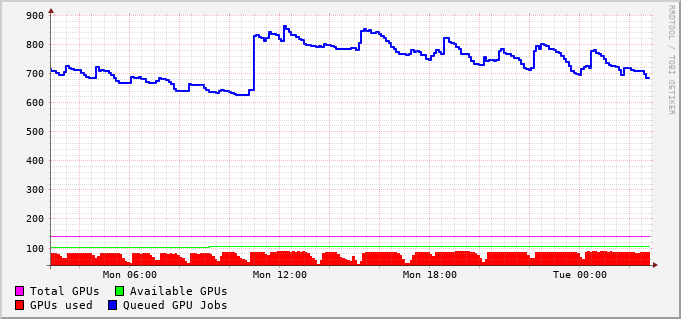 900
800
700
600
500
400
300
200
100
Mon 06:00 Mon 12:00 Mon 18:00 Tue 00:00
Total GPUs Available GPUs
GPUs used Queued GPU Jobs
RRDTOOL / TOBI OETIKER